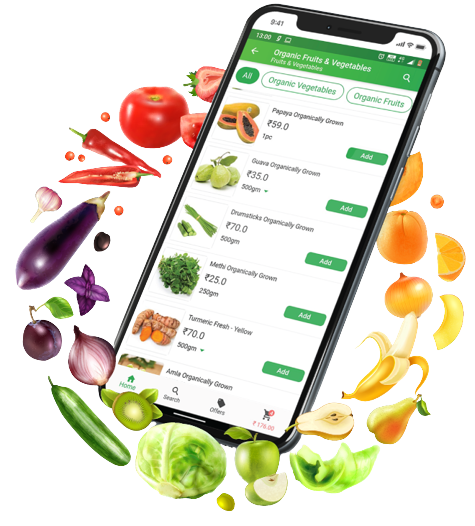 9:41
13:00
Organic Fruits & Vegetables
Fruits & Vegetables
All
Organic Vegetables
Organic Fruits
Papaya Organically Grown
₹59.0
1pc
Add
Guava Organically Grown
₹35.0
500gm
Add
Drumsticks Organically Grown
₹70.0
500gm
Add
Methi Organically Grown
₹25.0
250gm
Add
Turmeric Fresh - Yellow
₹70.0
500gm
Add
Amla Organically Grown
Home
Search
Offers
₹ 176.00